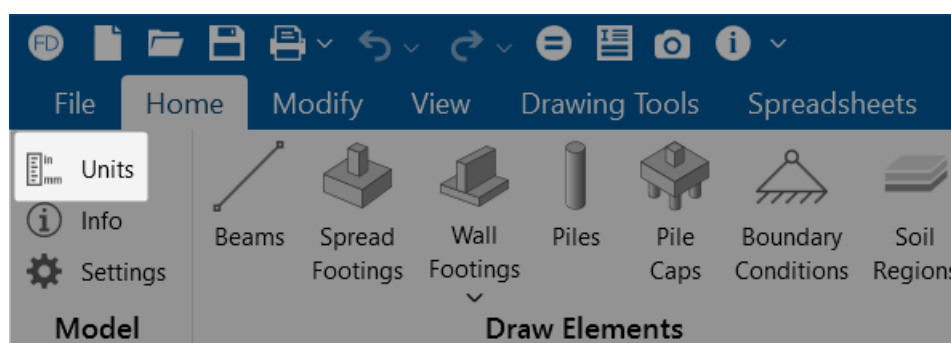 FD
File Home Modify View Drawing Tools Spreadsheets
in
mm
Units
Info
Settings
Beams
Spread
Footings
Wall
Footings
Piles
Pile
Caps
Boundary
Conditions
Soil
Regions
Model
Draw Elements